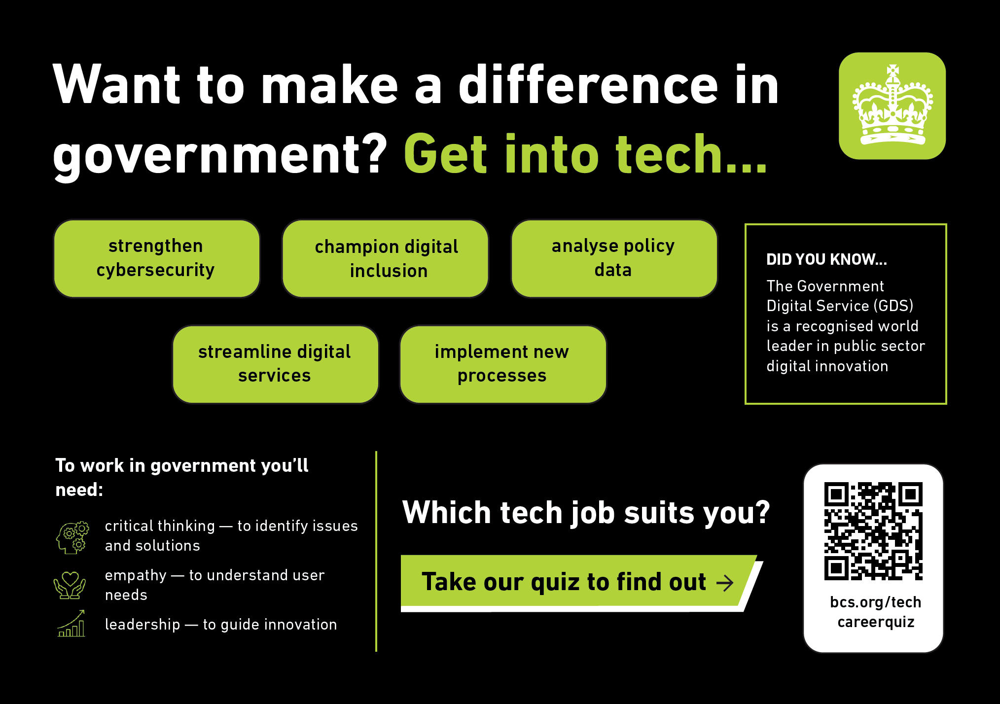 Want to make a difference in
government? Get into tech...
strengthen
cybersecurity
champion digital
inclusion
analyse policy
data
streamline digital
services
implement new
processes
DID YOU KNOW...
The Government
Digital Service (GDS)
is a recognised world
leader in public sector
digital innovation
To work in government you’ll
need:
critical thinking — to identify issues
and solutions
empathy — to understand user
needs
leadership — to guide innovation
Which tech job suits you?
Take our quiz to find out →
bcs.org/tech
careerquiz